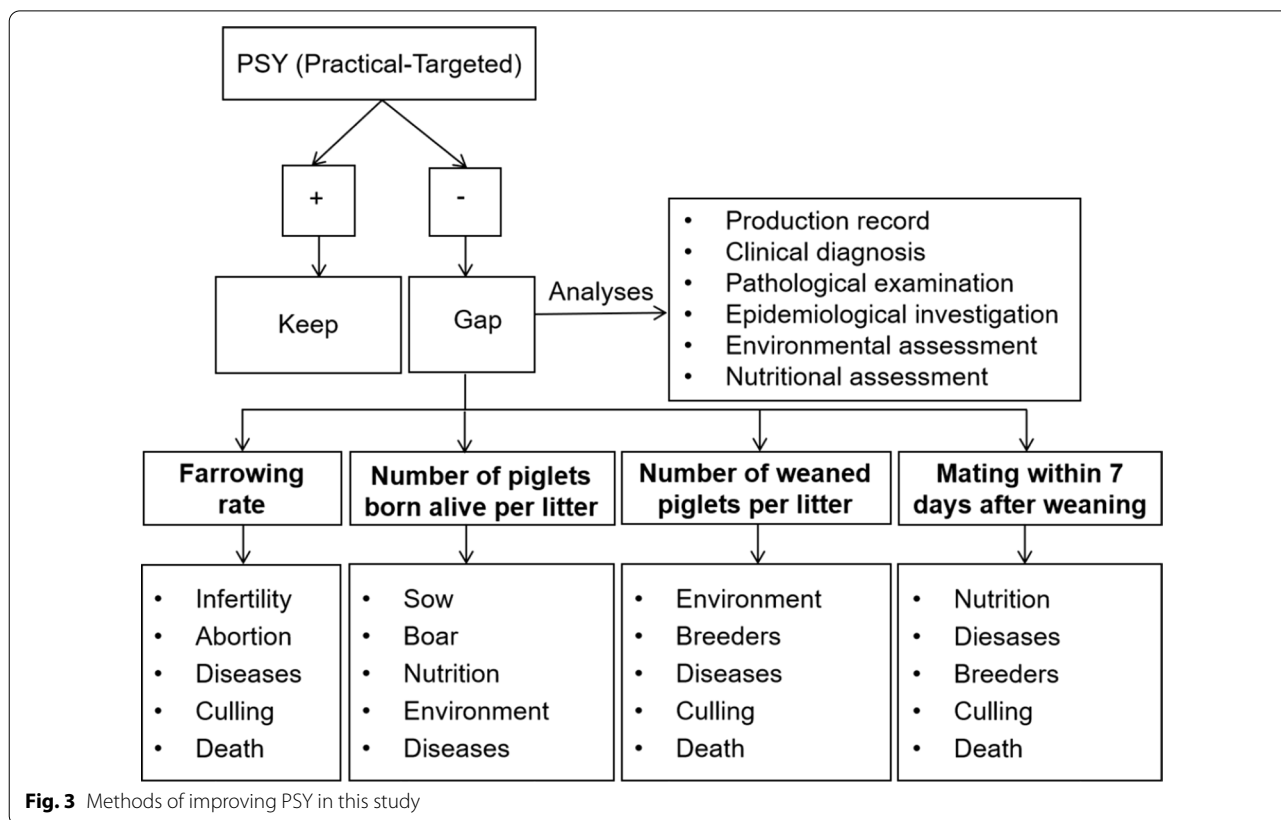 PSY (Practical-Targeted)
+
-
Keep
Gap
Analyses
• Production record
• Clinical diagnosis
• Pathological examination
• Epidemiological investigation
• Environmental assessment
• Nutritional assessment
Farrowing
rate
• Infertility
• Abortion
• Diseases
• Culling
• Death
Number of piglets
born alive per litter
• Sow
• Boar
• Nutrition
• Environment
• Diseases
Number of weaned
piglets per litter
• Environment
• Breeders
• Diseases
• Culling
• Death
Mating within 7
days after weaning
• Nutrition
• Diesases
• Breeders
• Culling
• Death
Fig. 3 Methods of improving PSY in this study